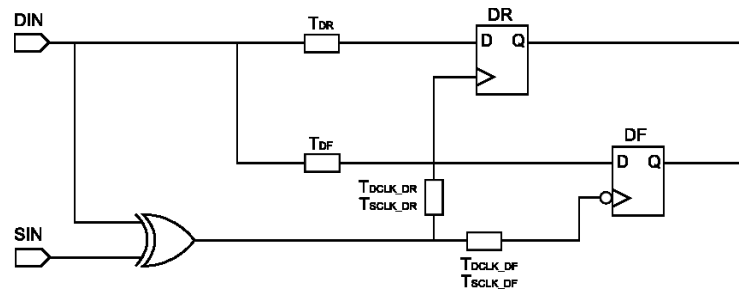 DIN
TDR
DR
D Q
TDF
DF
D Q
TDCLK_DR
TSCLK_DR
SIN
TDCLK_DF
TSCLK_DF